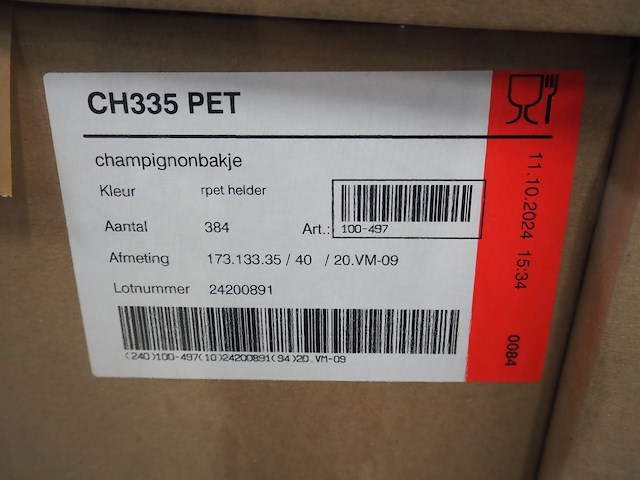 CH335 PET
champignonbakje
Kleur rpet helder
Aantal 384 Art.: 100-497
Afmeting 173.133.35 / 40 / 20.VM-09
Lotnummer 24200891
(240)100-497(10)24200891(94)20.VM-09
11.10.2024 15:34
0084